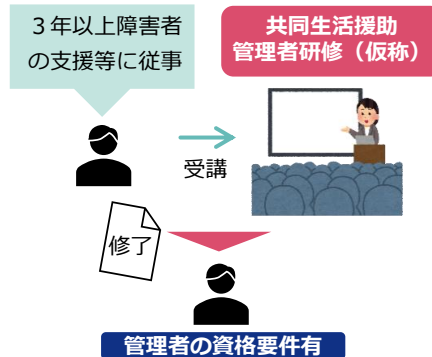 ３年以上障害者
の支援等に従事
共同生活援助
管理者研修（仮称）
受講
修了
管理者の資格要件有